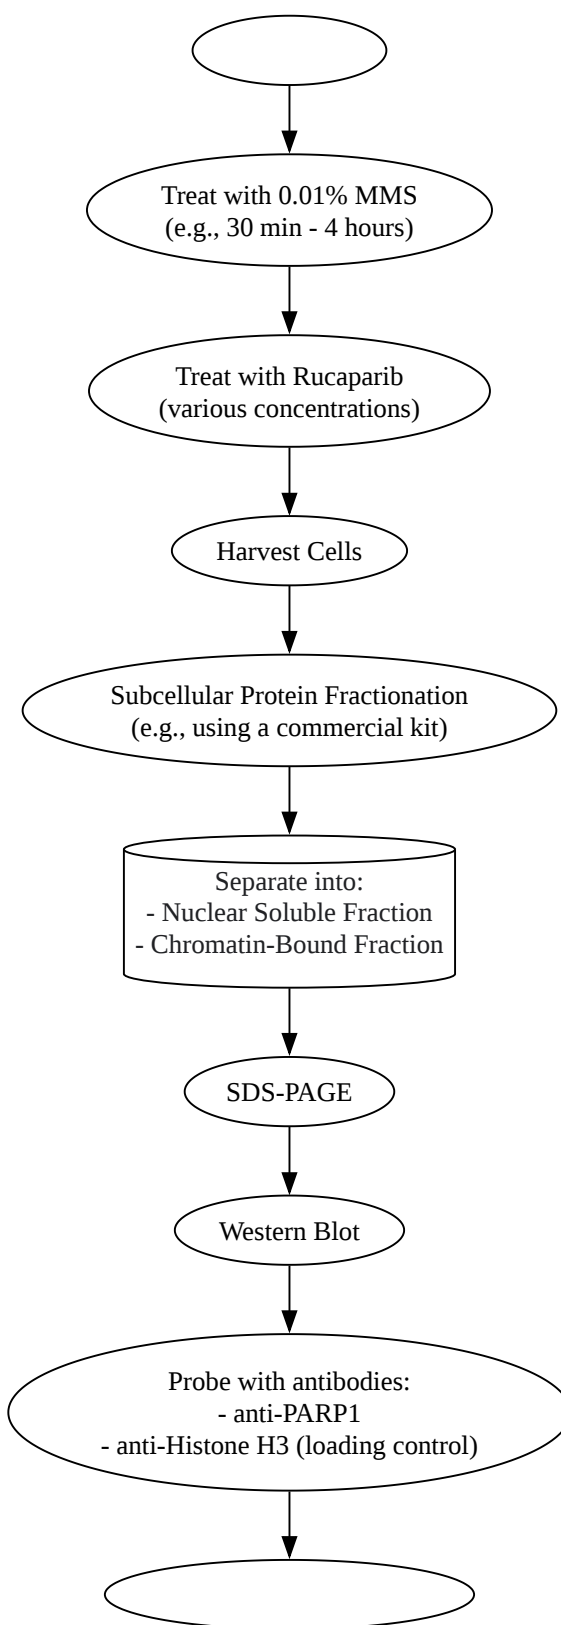 Treat with 0.01% MMS
(e.g., 30 min - 4 hours)
Treat with Rucaparib
(various concentrations)
Harvest Cells
Subcellular Protein Fractionation
(e.g., using a commercial kit)
Separate into:
- Nuclear Soluble Fraction
- Chromatin-Bound Fraction
SDS-PAGE
Western Blot
Probe with antibodies:
- anti-PARP1
- anti-Histone H3 (loading control)